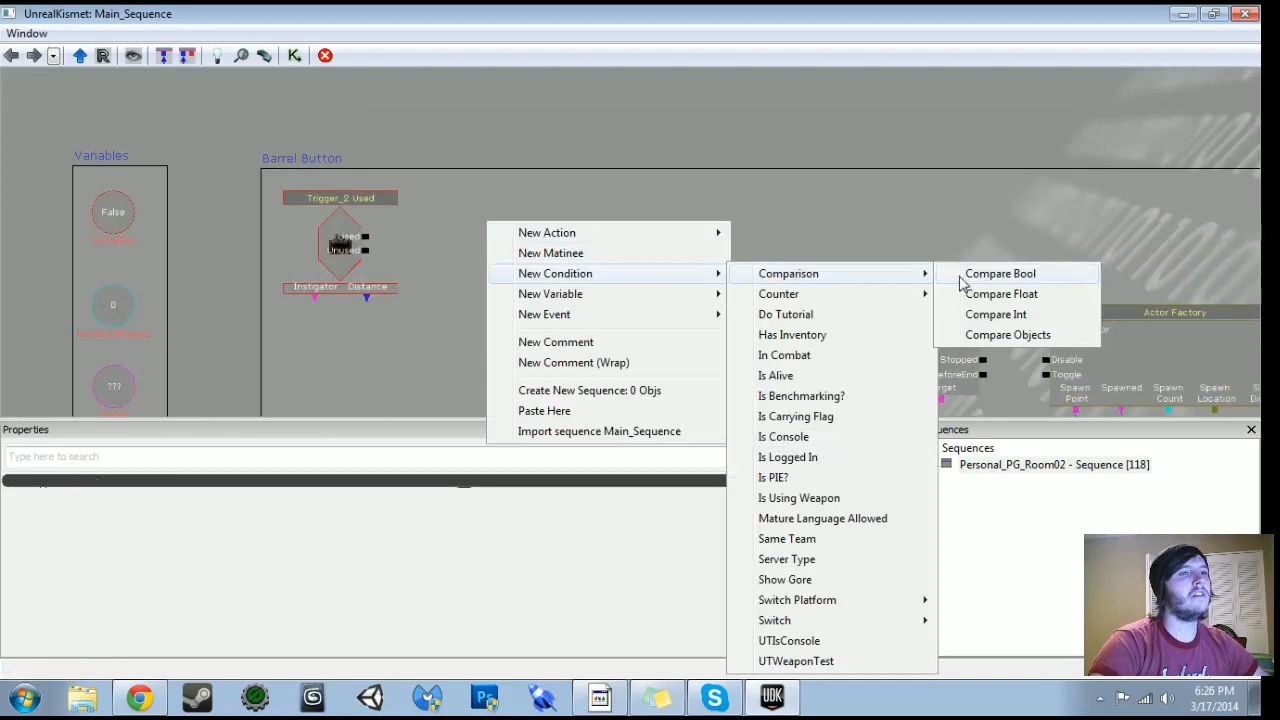 UnrealKismet: Main_Sequence
Window
Variables
Barrel Button
False
Trigger_2 Used
Used
Unused
Instigator Distance
0
???
New Action
New Matinee
New Condition
New Variable
New Event
New Comment
New Comment (Wrap)
Create New Sequence: 0 Objs
Paste Here
Import sequence Main_Sequence
Comparison
Counter
Do Tutorial
Has Inventory
In Combat
Is Alive
Is Benchmarking?
Is Carrying Flag
Is Console
Is Logged In
Is PIE?
Is Using Weapon
Mature Language Allowed
Same Team
Server Type
Show Gore
Switch Platform
Switch
UTIsConsole
UTWeaponTest
Compare Bool
Compare Float
Compare Int
Compare Objects
Actor Factory
Stopped
Disable
Toggle
Spawn Point
Spawned
Spawn Count
Spawn Location
Properties
Type here to search
Sequences
Personal_PG_Room02 - Sequence [118]
UDK
6:26 PM
3/17/2014